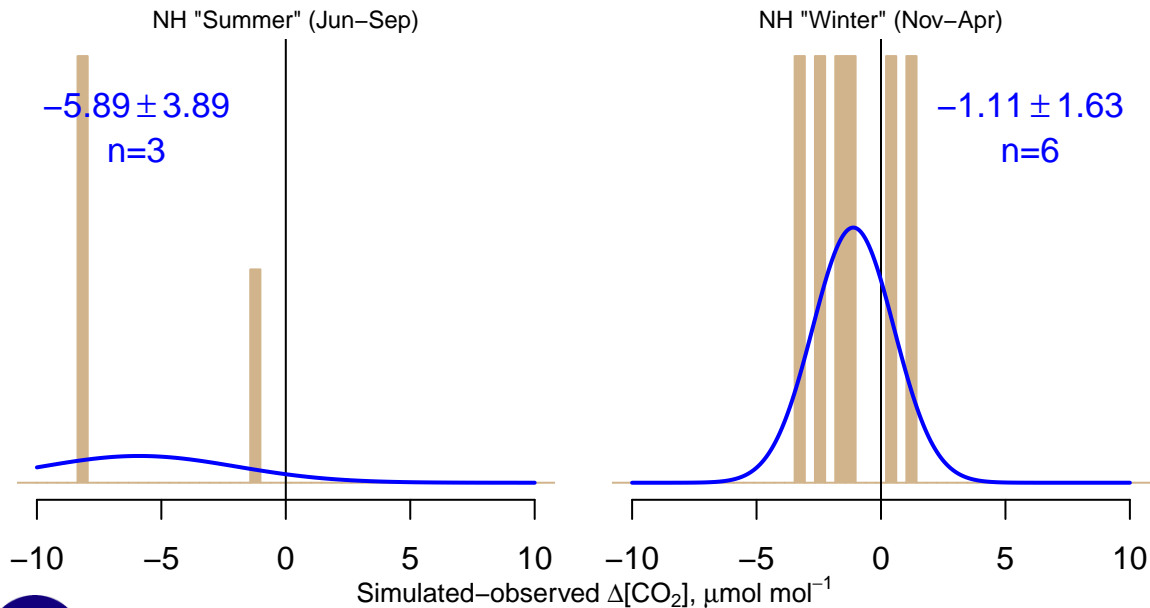 NH "Summer" (Jun−Sep)
−5.89 ± 3.89
n=3
−10 −5 0 5 10
NH "Winter" (Nov−Apr)
−1.11 ± 1.63
n=6
−10 −5 0 5 10
Simulated−observed Δ[CO₂], μmol mol⁻¹